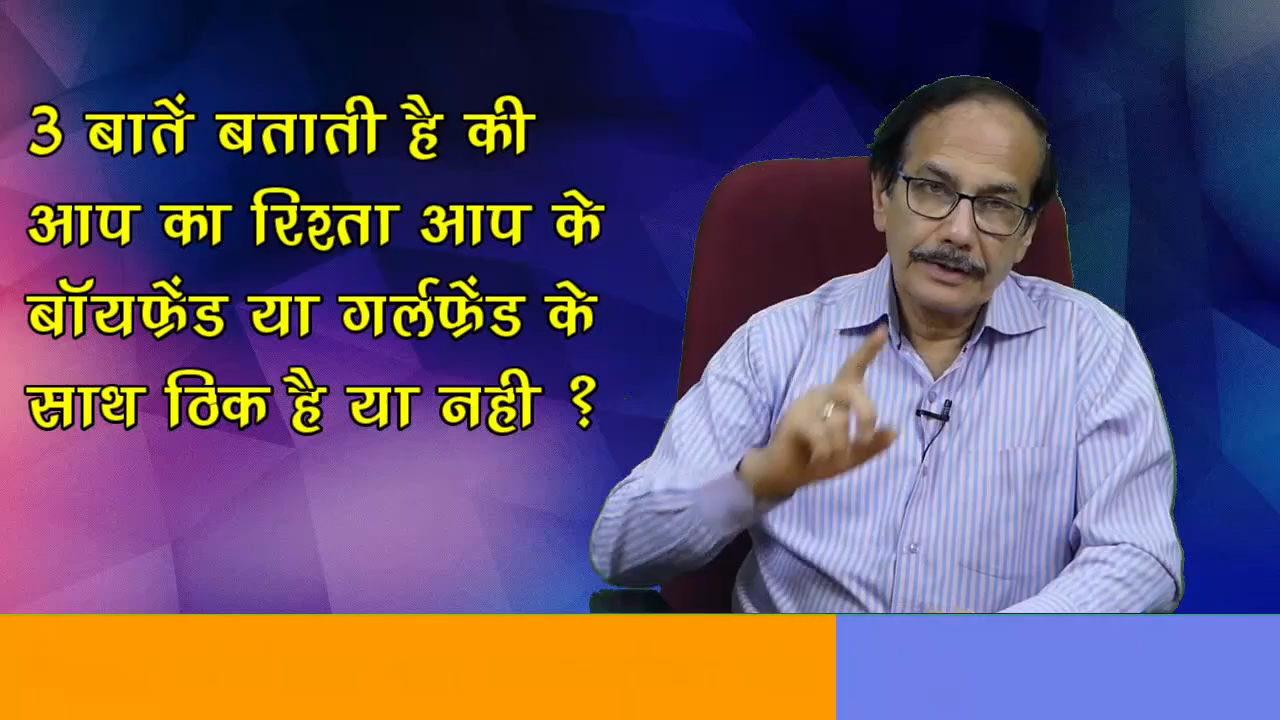 3 बातें बताती है की
आप का रिश्ता आप के
बॉयफ्रेंड या गर्लफ्रेंड के
साथ ठिक है या नही ?